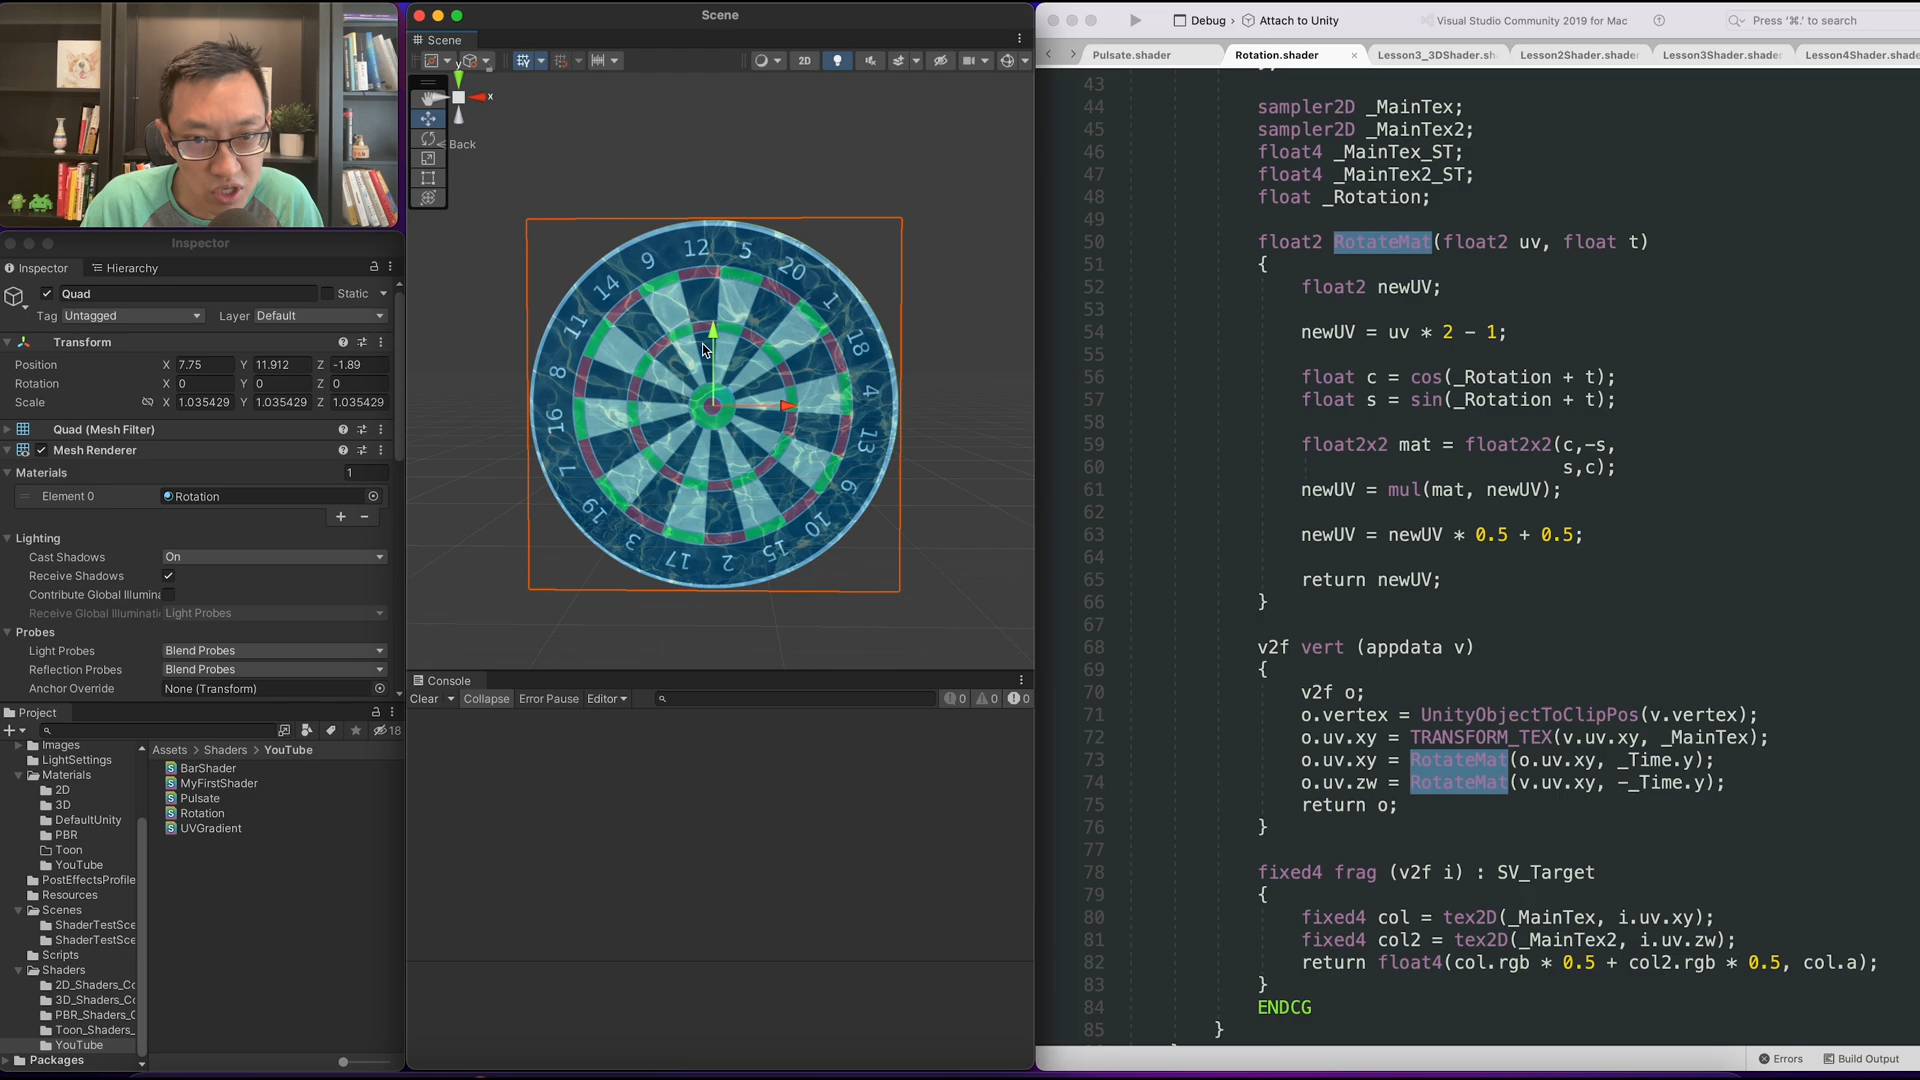 Inspector
Inspector
Hierarchy
Quad
Static
Tag
Untagged
Layer
Default
Transform
Position
X
7.75
Y
11.912
Z
-1.89
Rotation
X
0
Y
0
Z
0
Scale
X
1.035429
Y
1.035429
Z
1.035429
Quad (Mesh Filter)
Mesh Renderer
Materials
1
Element 0
Rotation
+
-
Lighting
Cast Shadows
On
Receive Shadows
Contribute Global Illumina
Receive Global Illuminati
Light Probes
Probes
Light Probes
Blend Probes
Reflection Probes
Blend Probes
Anchor Override
None (Transform)
Project
18
Images
LightSettings
Materials
2D
3D
DefaultUnity
PBR
Toon
YouTube
PostEffectsProfile
Resources
Scenes
ShaderTestSce
ShaderTestSce
Scripts
Shaders
2D_Shaders_Co
3D_Shaders_Co
PBR_Shaders_C
Toon_Shaders_
YouTube
Packages
Assets > Shaders > YouTube
BarShader
MyFirstShader
Pulsate
Rotation
UVGradient
Scene
Scene
2D
y
x
Back
12
5
20
1
18
4
13
6
10
15
2
17
3
19
7
16
8
11
14
9
Console
Clear
Collapse
Error Pause
Editor
0
0
0
Debug > Attach to Unity
Visual Studio Community 2019 for Mac
Press '⌘.' to search
Pulsate.shader
Rotation.shader
Lesson3_3DShader.sh
Lesson2Shader.shader
Lesson3Shader.shader
Lesson4Shader.shade
43
44 sampler2D _MainTex;
45 sampler2D _MainTex2;
46 float4 _MainTex_ST;
47 float4 _MainTex2_ST;
48 float _Rotation;
49
50 float2 RotateMat(float2 uv, float t)
51 {
52 float2 newUV;
53
54 newUV = uv * 2 - 1;
55
56 float c = cos(_Rotation + t);
57 float s = sin(_Rotation + t);
58
59 float2x2 mat = float2x2(c,-s,
60 s,c);
61 newUV = mul(mat, newUV);
62
63 newUV = newUV * 0.5 + 0.5;
64
65 return newUV;
66 }
67
68 v2f vert (appdata v)
69 {
70 v2f o;
71 o.vertex = UnityObjectToClipPos(v.vertex);
72 o.uv.xy = TRANSFORM_TEX(v.uv.xy, _MainTex);
73 o.uv.xy = RotateMat(o.uv.xy, _Time.y);
74 o.uv.zw = RotateMat(v.uv.xy, -_Time.y);
75 return o;
76 }
77
78 fixed4 frag (v2f i) : SV_Target
79 {
80 fixed4 col = tex2D(_MainTex, i.uv.xy);
81 fixed4 col2 = tex2D(_MainTex2, i.uv.zw);
82 return float4(col.rgb * 0.5 + col2.rgb * 0.5, col.a);
83 }
84 ENDCG
85 }
Errors
Build Output